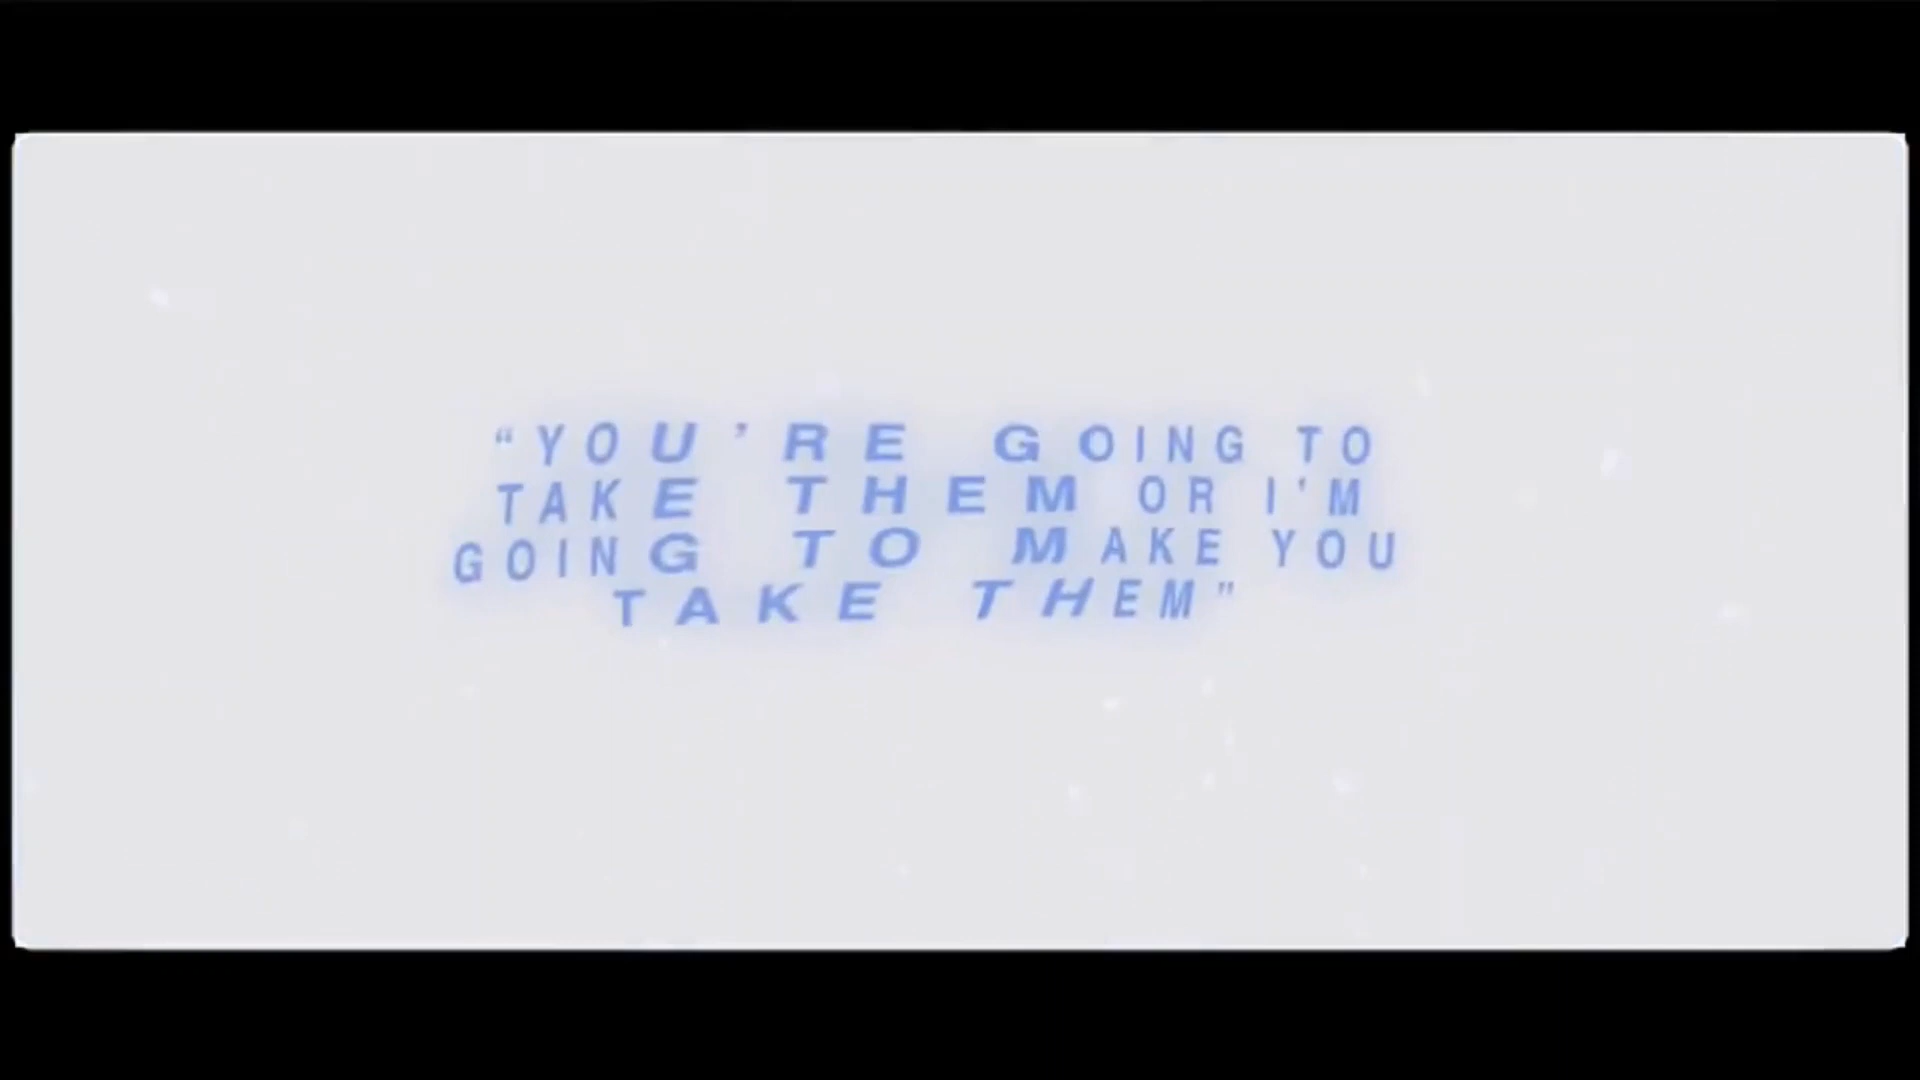 “YOU’RE GOING TO
TAKE THEM OR I'M
GOING TO MAKE YOU
TAKE THEM”